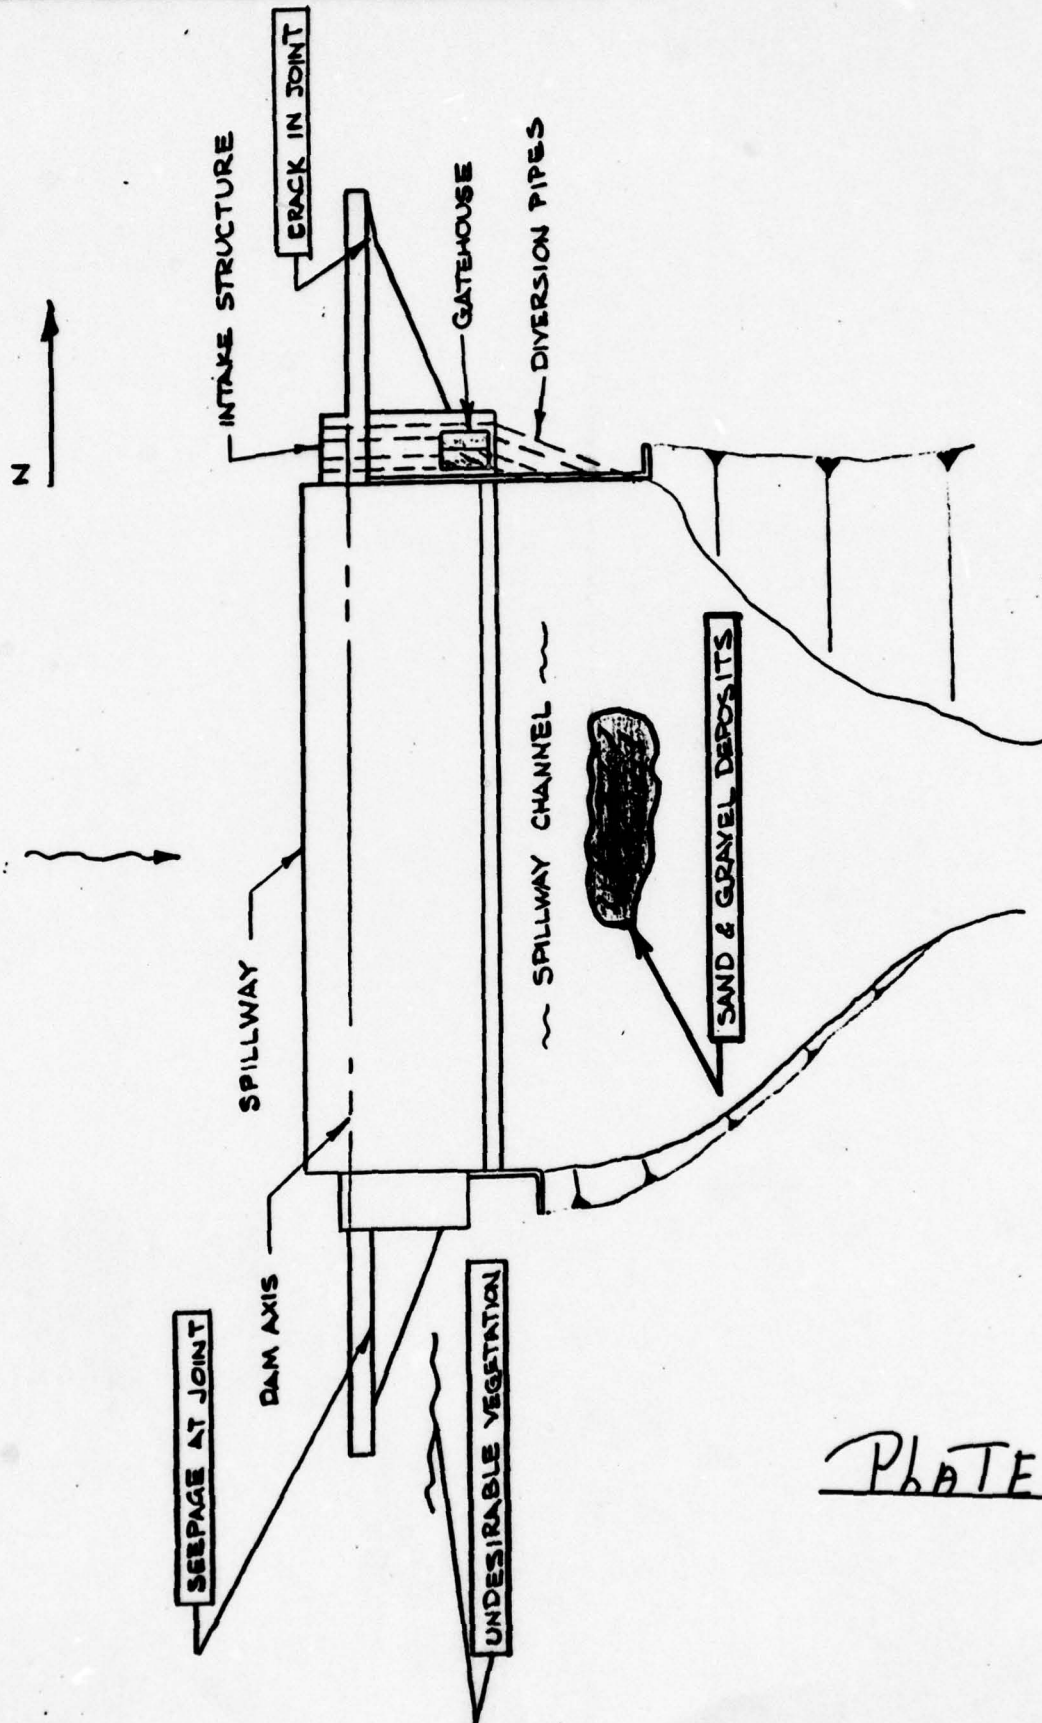 N
INTAKE STRUCTURE
CRACK IN JOINT
GATEHOUSE
DIVERSION PIPES
SPILLWAY
DAM AXIS
SEEPAGE AT JOINT
UNDESIRABLE VEGETATION
~ SPILLWAY CHANNEL ~
SAND & GRAVEL DEPOSITS
PLATE